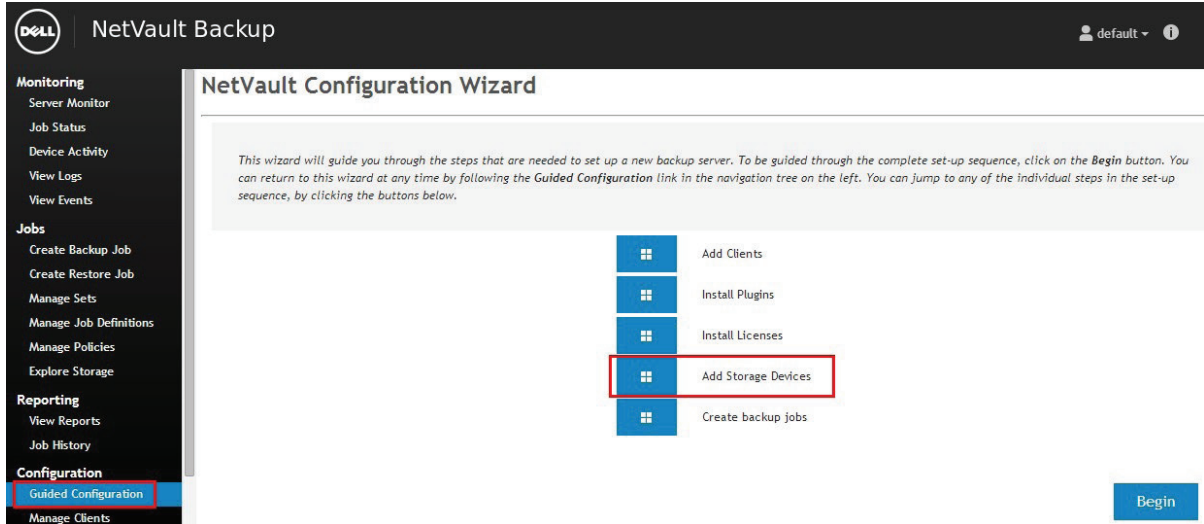 DELL
NetVault Backup
default
Monitoring
Server Monitor
Job Status
Device Activity
View Logs
View Events
Jobs
Create Backup Job
Create Restore Job
Manage Sets
Manage Job Definitions
Manage Policies
Explore Storage
Reporting
View Reports
Job History
Configuration
Guided Configuration
Manage Clients
NetVault Configuration Wizard
This wizard will guide you through the steps that are needed to set up a new backup server. To be guided through the complete set-up sequence, click on the Begin button. You
can return to this wizard at any time by following the Guided Configuration link in the navigation tree on the left. You can jump to any of the individual steps in the set-up
sequence, by clicking the buttons below.
Add Clients
Install Plugins
Install Licenses
Add Storage Devices
Create backup jobs
Begin